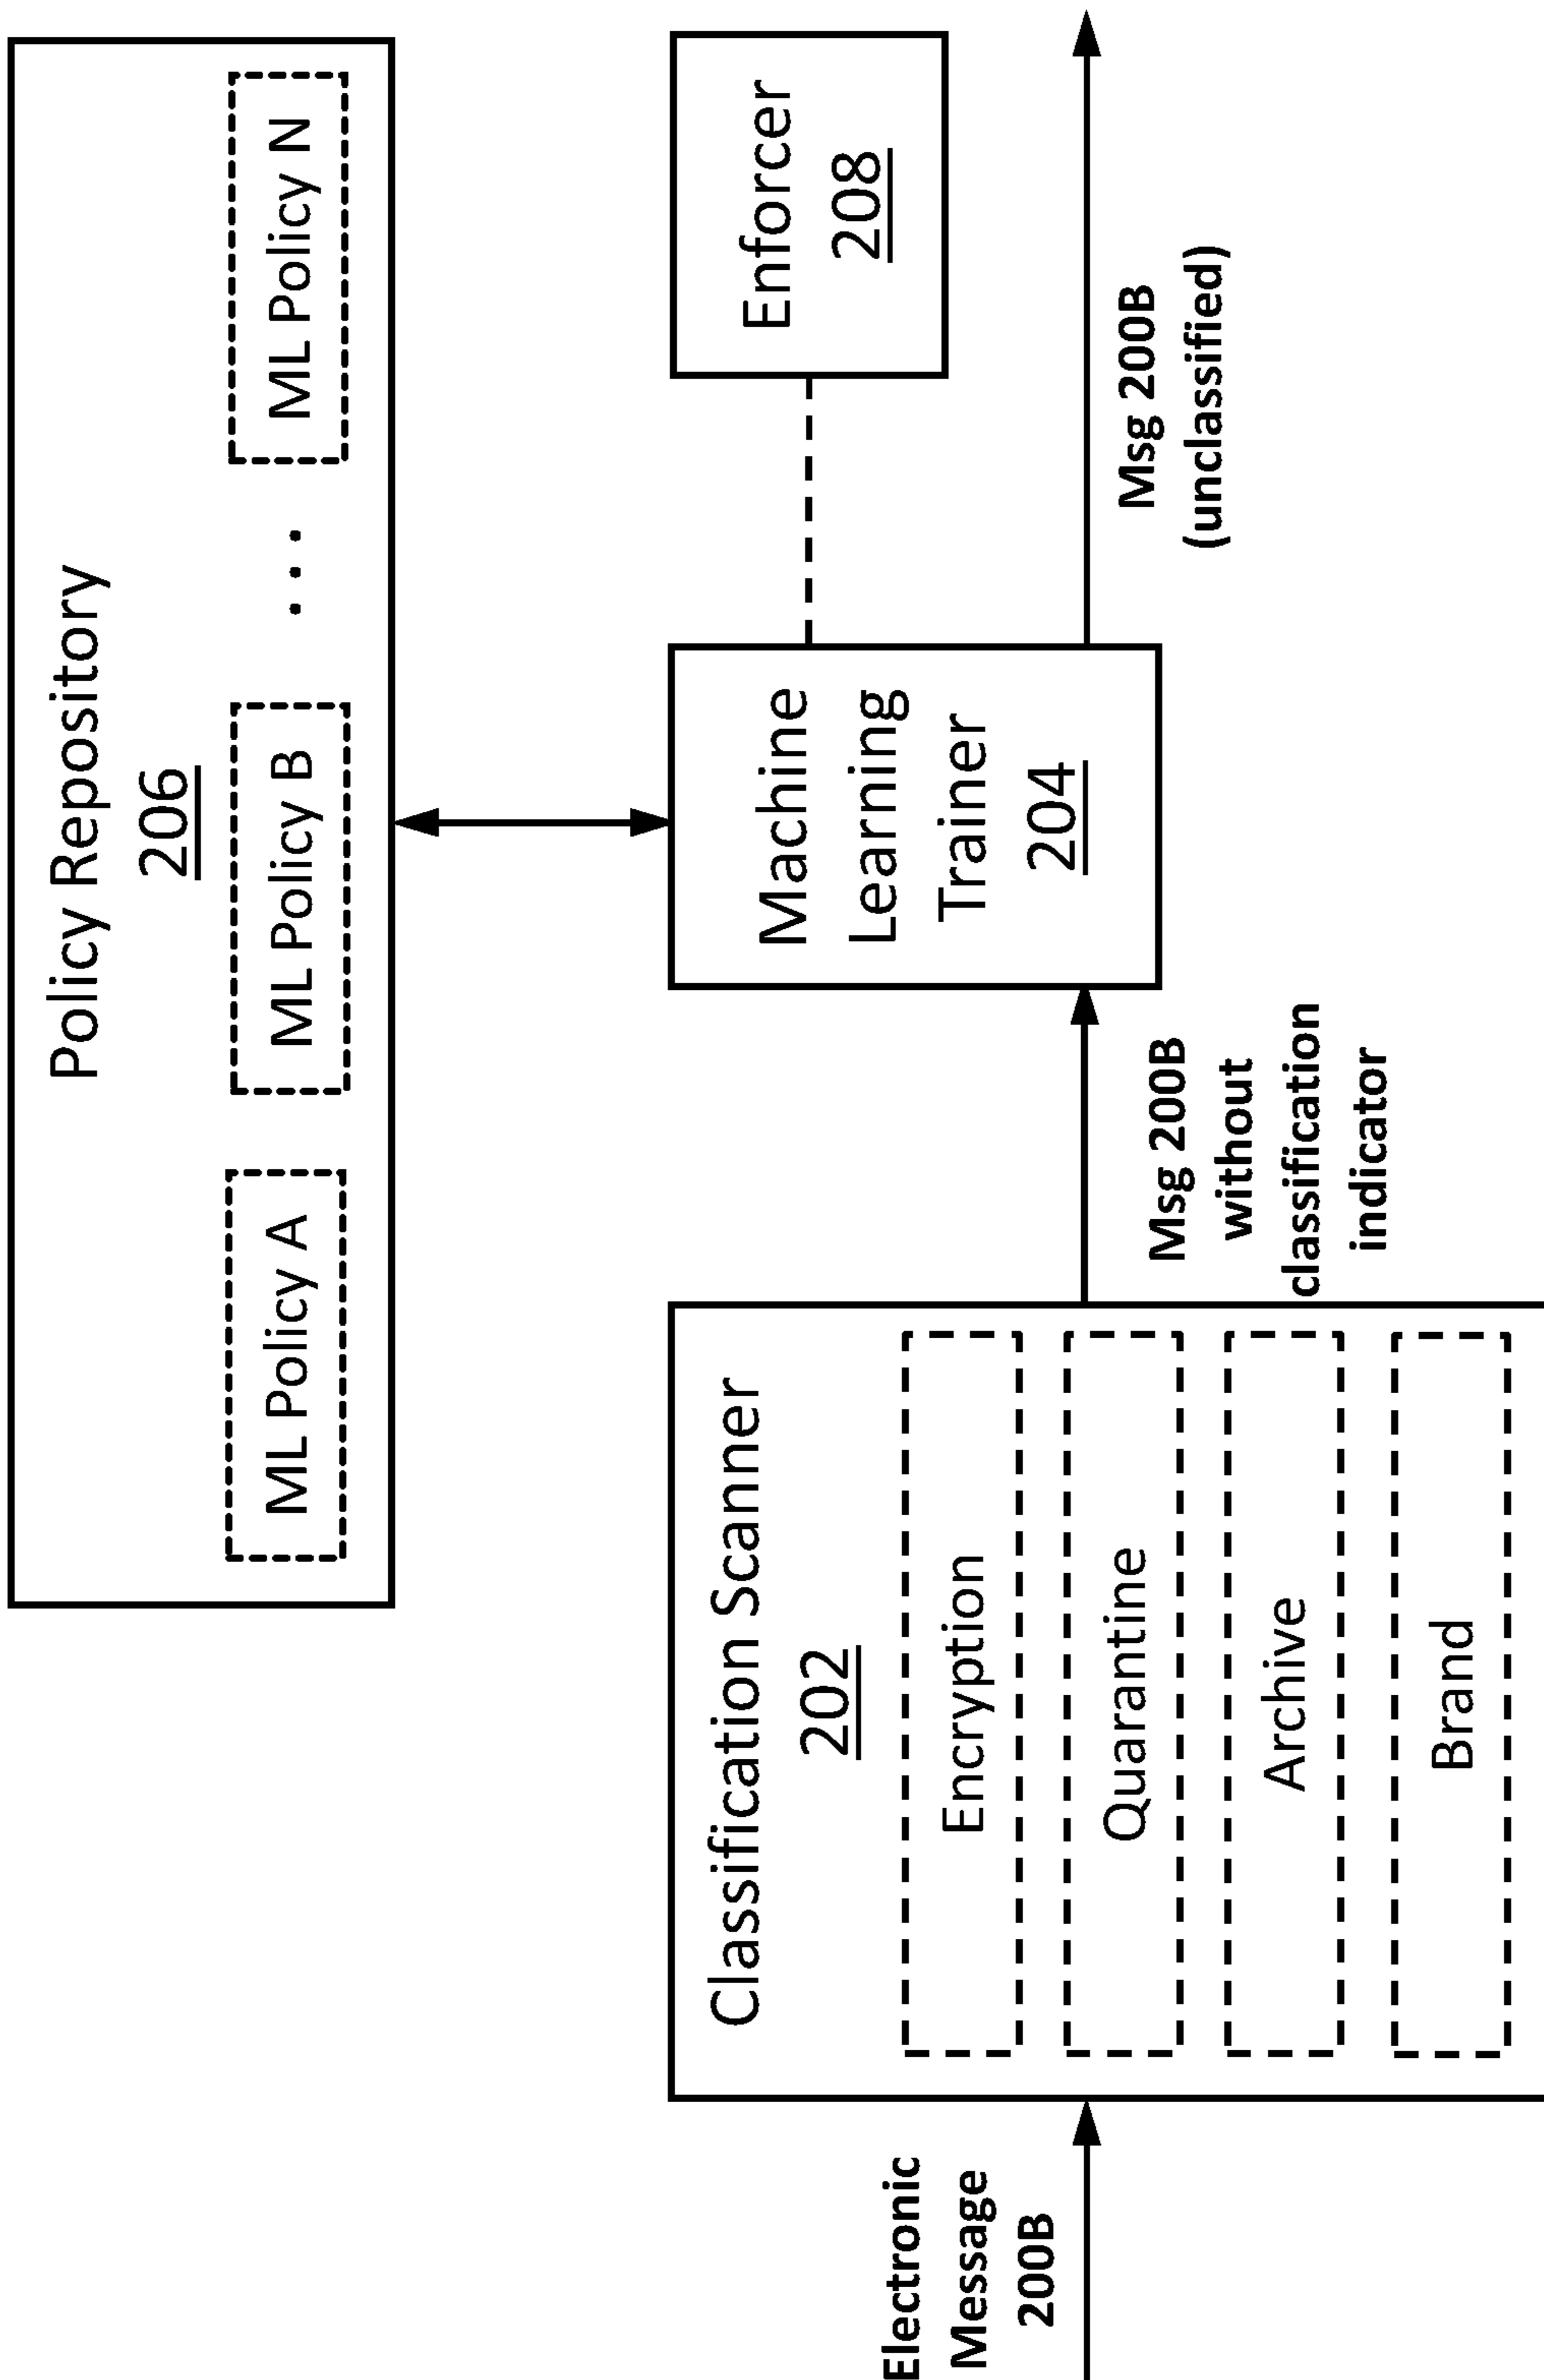 Policy Repository
206
ML Policy A
ML Policy B
...
ML Policy N
Electronic
Message
200B
Classification Scanner
202
Encryption
Quarantine
Archive
Brand
Msg 200B
without
classification
indicator
Machine
Learning
Trainer
204
Enforcer
208
Msg 200B
(unclassified)